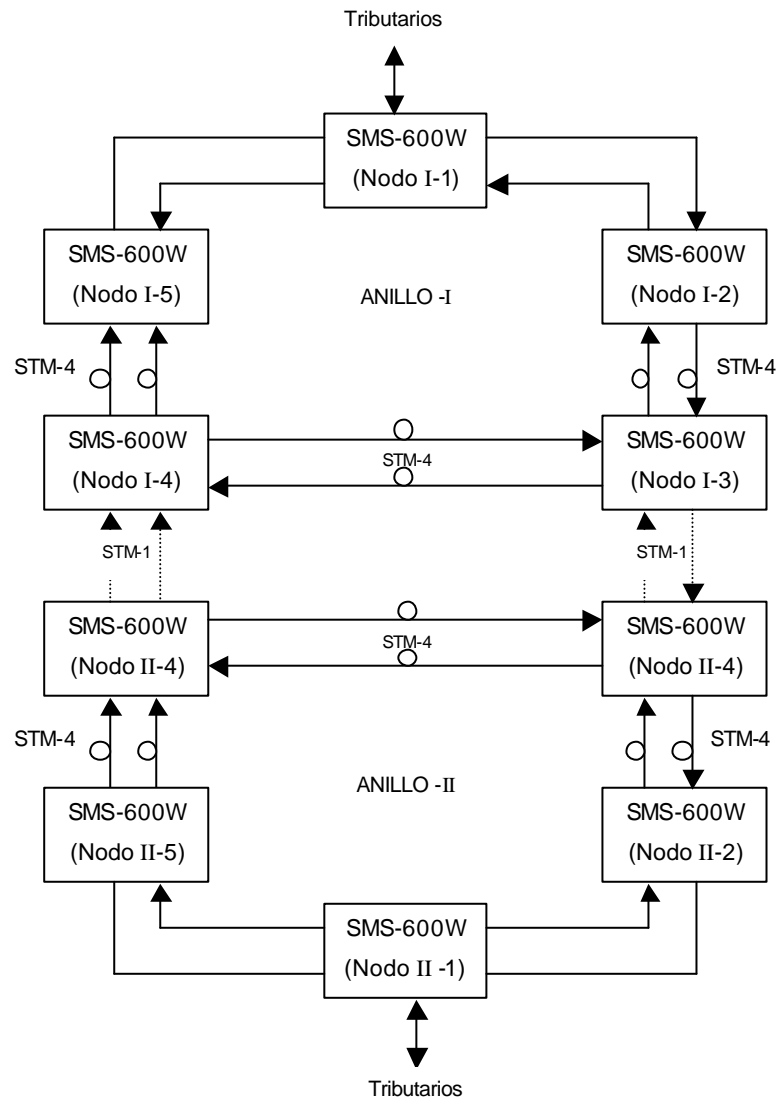 Tributarios
SMS-600W
(Nodo I-1)
SMS-600W
(Nodo I-5)
ANILLO -I
SMS-600W
(Nodo I-2)
STM-4
STM-4
SMS-600W
(Nodo I-4)
STM-4
SMS-600W
(Nodo I-3)
STM-1
STM-1
SMS-600W
(Nodo II-4)
STM-4
SMS-600W
(Nodo II-4)
STM-4
STM-4
SMS-600W
(Nodo II-5)
ANILLO -II
SMS-600W
(Nodo II-2)
SMS-600W
(Nodo II -1)
Tributarios